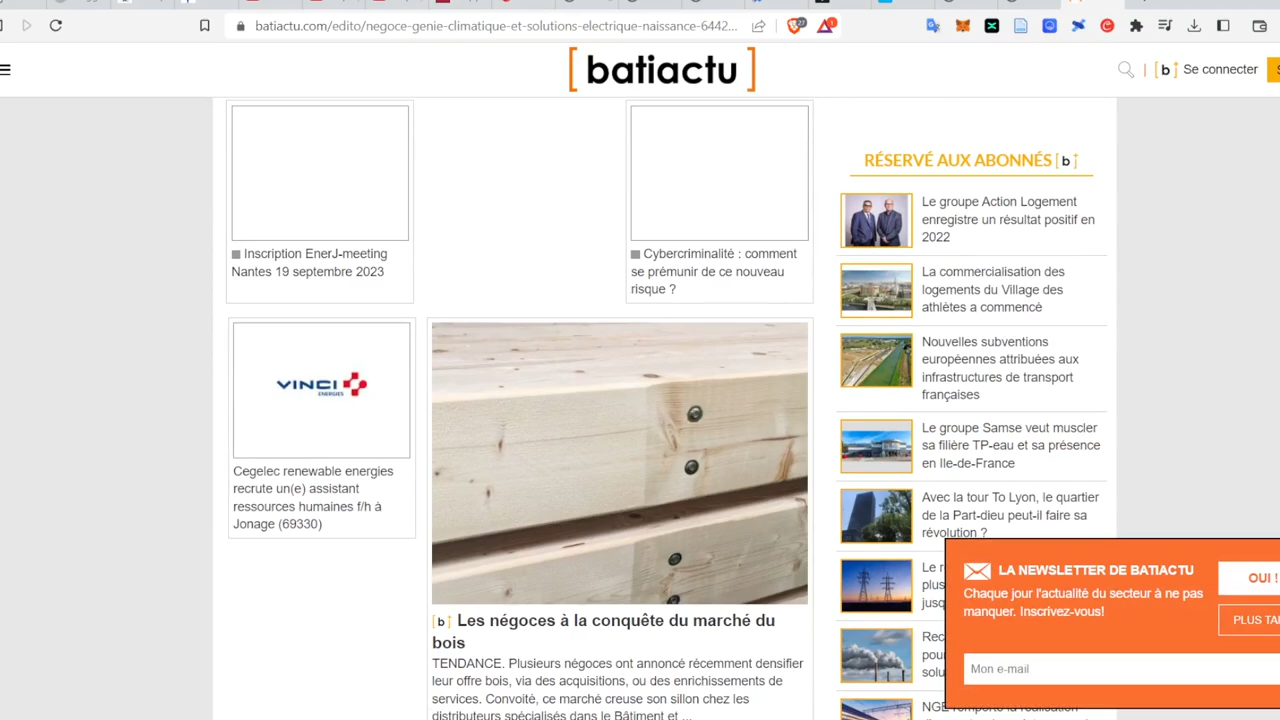 batiactu.com/edito/negoce-genie-climatique-et-solutions-electrique-naissance-6442...
[batiactu]
Se connecter
Inscription EnerJ-meeting
Nantes 19 septembre 2023
Cybercriminalité : comment
se prémunir de ce nouveau
risque ?
VINCI
ENERGIES
Cegelec renewable energies
recrute un(e) assistant
ressources humaines f/h à
Jonage (69330)
[b] Les négoces à la conquête du marché du
bois
TENDANCE. Plusieurs négoces ont annoncé récemment densifier
leur offre bois, via des acquisitions, ou des enrichissements de
services. Convoité, ce marché creuse son sillon chez les
distributeurs spécialisés dans le Bâtiment et ...
RÉSERVÉ AUX ABONNÉS [b]
Le groupe Action Logement
enregistre un résultat positif en
2022
La commercialisation des
logements du Village des
athlètes a commencé
Nouvelles subventions
européennes attribuées aux
infrastructures de transport
françaises
Le groupe Samse veut muscler
sa filière TP-eau et sa présence
en Ile-de-France
Avec la tour To Lyon, le quartier
de la Part-dieu peut-il faire sa
révolution ?
LA NEWSLETTER DE BATIACTU
Chaque jour l'actualité du secteur à ne pas
manquer. Inscrivez-vous!
OUI !
PLUS TA
Mon e-mail